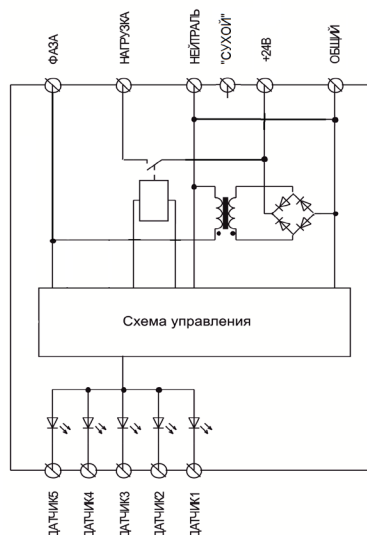 ФАЗА
НАГРУЗКА
НЕЙТРАЛЬ
"СУХОЙ"
+24В
ОБЩИЙ
Схема управления
ДАТЧИК5
ДАТЧИК4
ДАТЧИК3
ДАТЧИК2
ДАТЧИК1